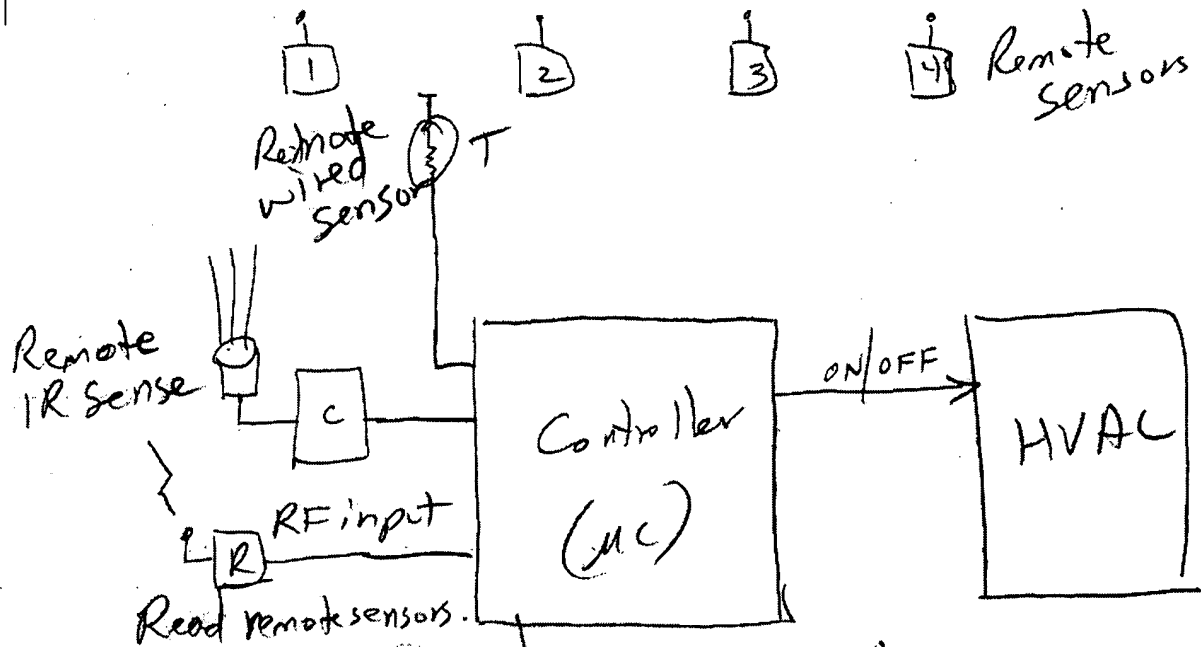 1
2
3
4
Remote
sensors
Remote
wired
sensor
T
Remote
IR Sense
C
Controller
(μC)
ON/OFF
HVAC
RF input
R
Read remote sensors.